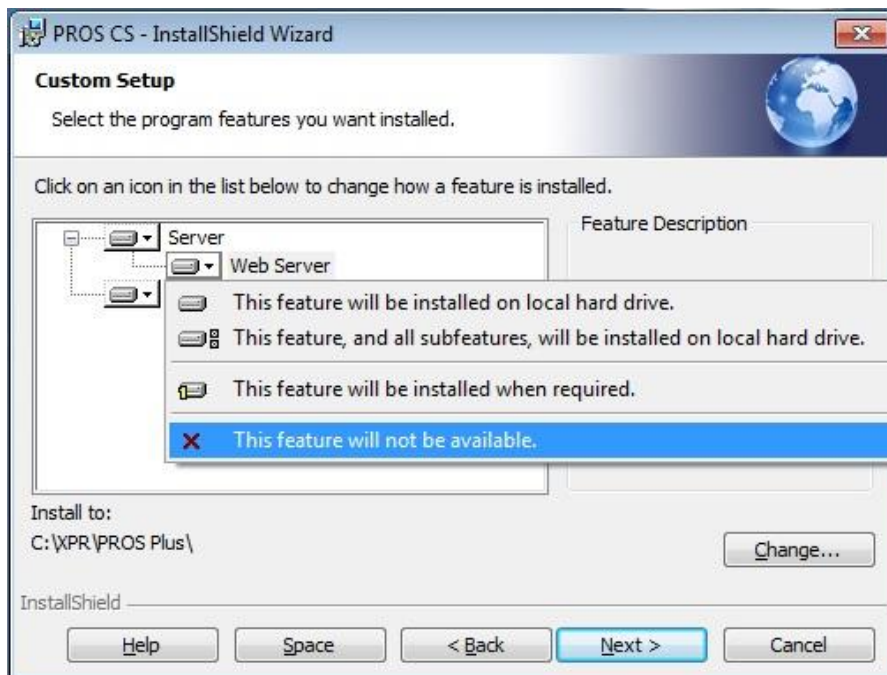 PROS CS - InstallShield Wizard
Custom Setup
Select the program features you want installed.
Click on an icon in the list below to change how a feature is installed.
Server
Feature Description
Web Server
This feature will be installed on local hard drive.
This feature, and all subfeatures, will be installed on local hard drive.
This feature will be installed when required.
This feature will not be available.
Install to:
C:\XPR\PROS Plus\
Change...
InstallShield
Help Space < Back Next > Cancel